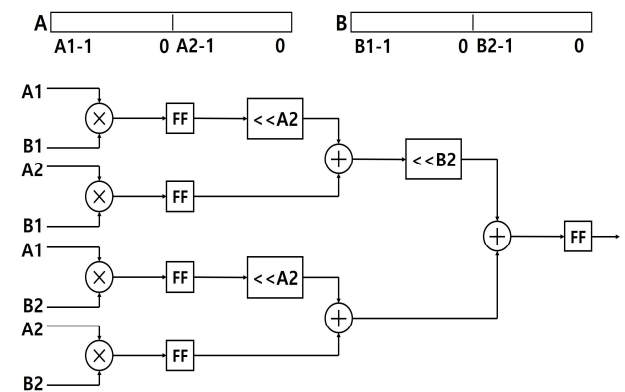 A B
A1-1 0 A2-1 0 B1-1 0 B2-1 0
A1
× FF <<A2
B1
+ <<B2
A2
× FF
B1
+ FF
A1
× FF <<A2
B2
+
A2
× FF
B2